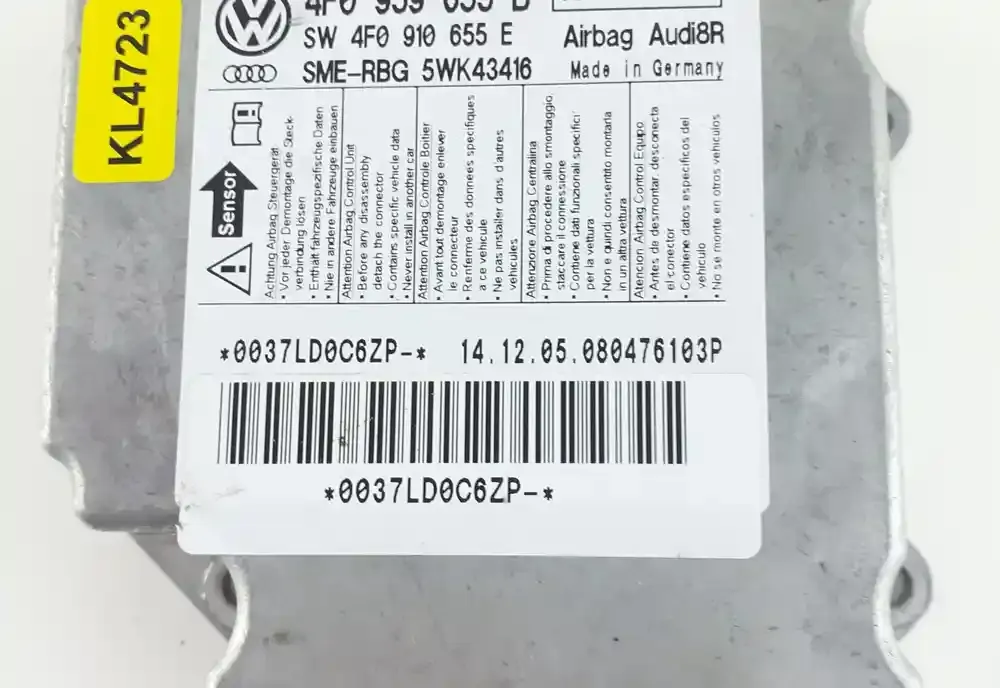 KL4723
4F0 959 655 B
SW 4F0 910 655 E
Airbag Audi8R
SME-RBG 5WK43416
Made in Germany
Sensor
Achtung Airbag Steuergerät
• Vor jeder Demontage die Steck-
verbindung lösen
• Enthält fahrzeugspezifische Daten
• Nie in andere Fahrzeuge einbauen
Attention Airbag Control Unit
• Before any disassembly
detach the connector
• Contains specific vehicle data
• Never install in another car
Attention Airbag Controle Boitier
• Avant tout demontage enlever
le connecteur
• Renferme des donnees specifiques
a ce vehicule
• Ne pas installer dans d'autres
vehicules
Attenzione Airbag Centralina
• Prima di procedere allo smontaggio
staccare il connessione
• Contiene dati funzionali specifici
per la vettura
• Non e quindi consentito montarla
in un altra vettura
Atencion Airbag Control Equipo
• Antes de desmontar, desconecta
el conector
• Contiene datos especificos del
vehiculo
• No se monte en otros vehiculos
*0037LD0C6ZP-* 14.12.05.080476103P
*0037LD0C6ZP-*